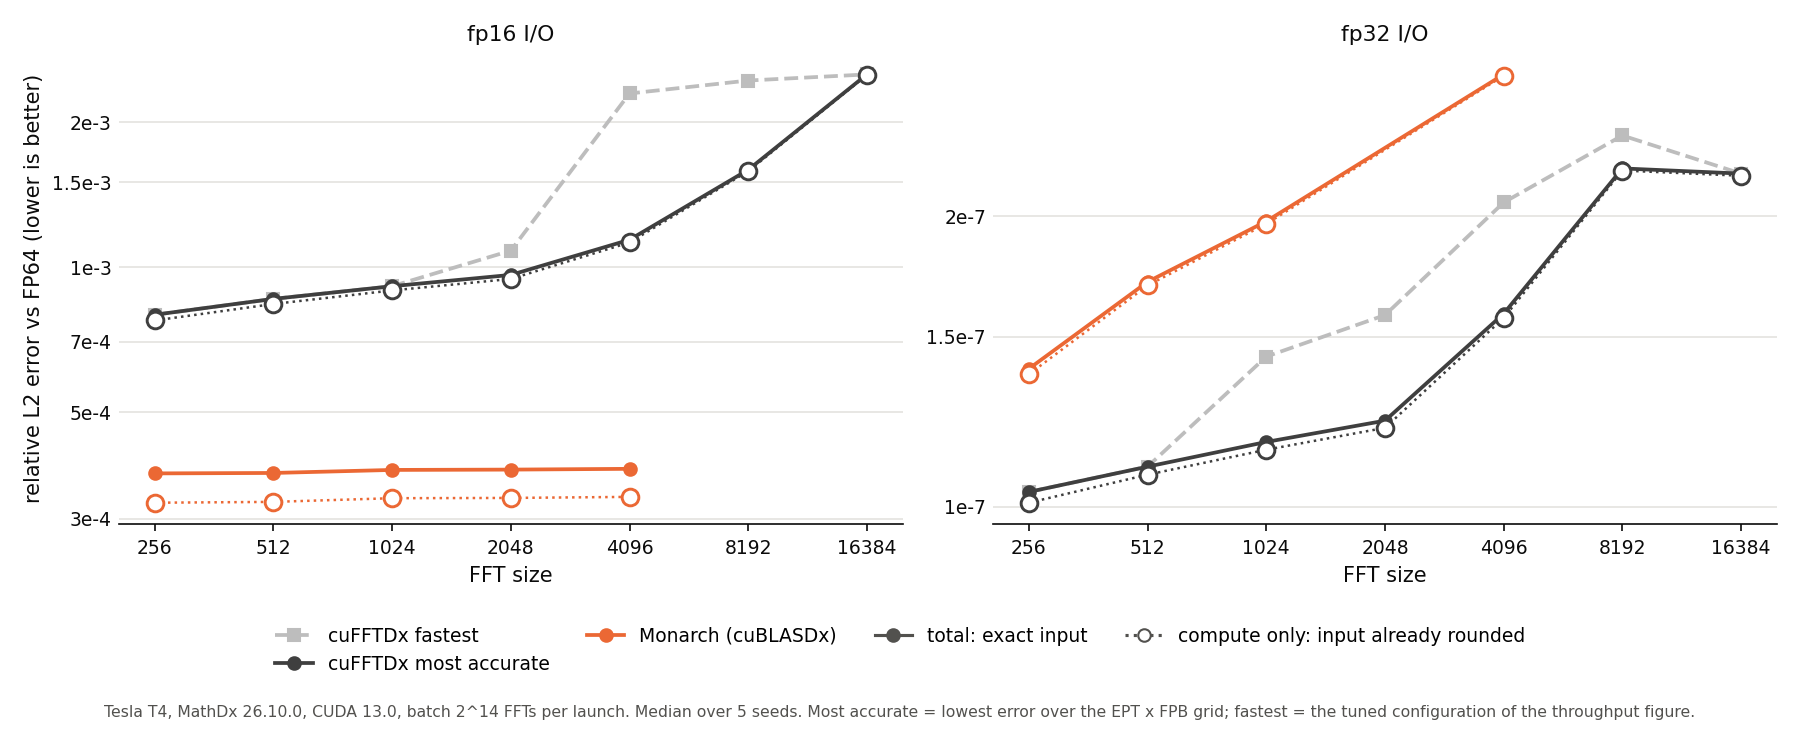 fp16 I/O
relative L2 error vs FP64 (lower is better)
2e-3
1.5e-3
1e-3
7e-4
5e-4
3e-4
256 512 1024 2048 4096 8192 16384
FFT size
fp32 I/O
2e-7
1.5e-7
1e-7
256 512 1024 2048 4096 8192 16384
FFT size
cuFFTDx fastest
cuFFTDx most accurate
Monarch (cuBLASDx)
total: exact input
compute only: input already rounded
Tesla T4, MathDx 26.10.0, CUDA 13.0, batch 2^14 FFTs per launch. Median over 5 seeds. Most accurate = lowest error over the EPT x FPB grid; fastest = the tuned configuration of the throughput figure.